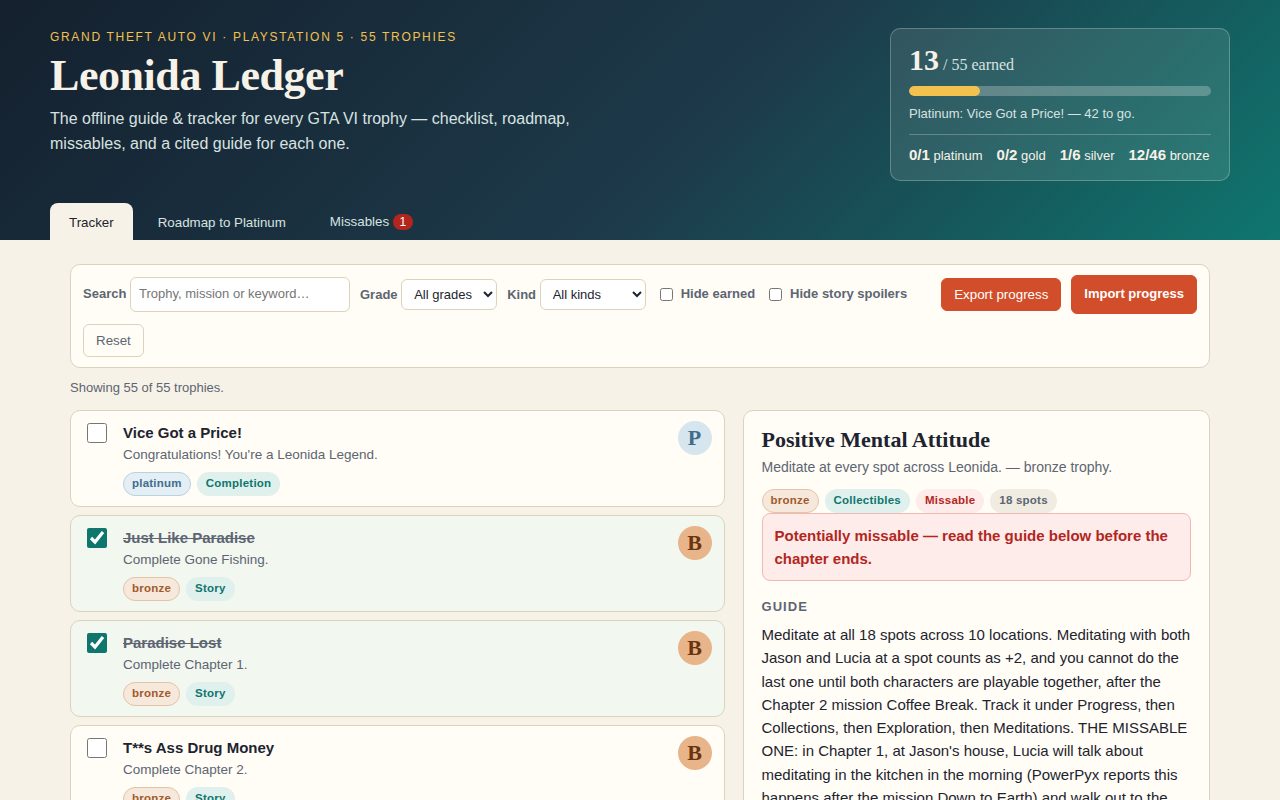 GRAND THEFT AUTO VI · PLAYSTATION 5 · 55 TROPHIES
Leonida Ledger
The offline guide & tracker for every GTA VI trophy — checklist, roadmap,
missables, and a cited guide for each one.
13 / 55 earned
Platinum: Vice Got a Price! — 42 to go.
0/1 platinum 0/2 gold 1/6 silver 12/46 bronze
Tracker Roadmap to Platinum Missables 1
Search Trophy, mission or keyword… Grade All grades Kind All kinds Hide earned Hide story spoilers Export progress Import progress
Reset
Showing 55 of 55 trophies.
Vice Got a Price! P
Congratulations! You're a Leonida Legend.
platinum Completion
Just Like Paradise B
Complete Gone Fishing.
bronze Story
Paradise Lost B
Complete Chapter 1.
bronze Story
T**s Ass Drug Money B
Complete Chapter 2.
bronze Story
Positive Mental Attitude
Meditate at every spot across Leonida. — bronze trophy.
bronze Collectibles Missable 18 spots
Potentially missable — read the guide below before the
chapter ends.
GUIDE
Meditate at all 18 spots across 10 locations. Meditating with both
Jason and Lucia at a spot counts as +2, and you cannot do the
last one until both characters are playable together, after the
Chapter 2 mission Coffee Break. Track it under Progress, then
Collections, then Exploration, then Meditations. THE MISSABLE
ONE: in Chapter 1, at Jason's house, Lucia will talk about
meditating in the kitchen in the morning (PowerPyx reports this
happens after the mission Down to Earth) and walk out to the